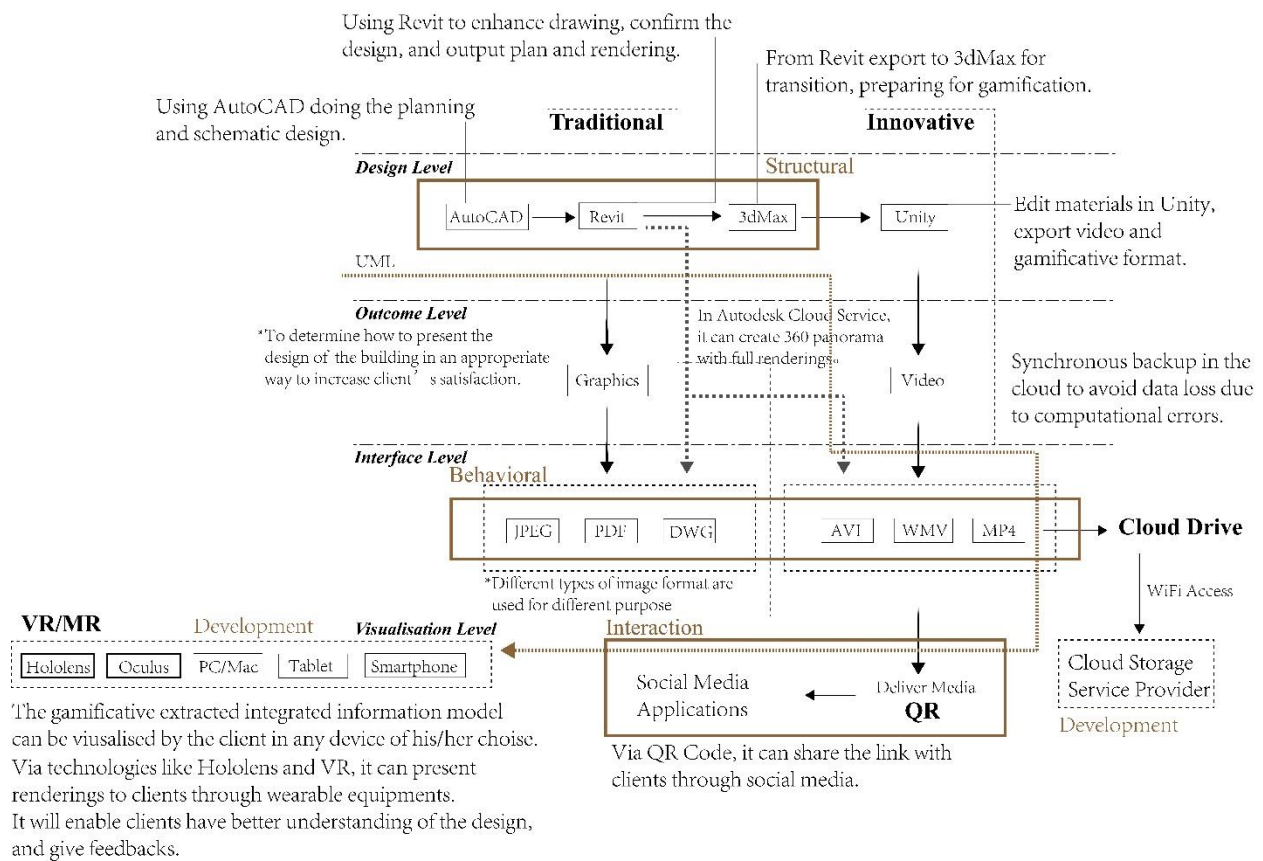 Using Revit to enhance drawing, confirm the
design, and output plan and rendering.
From Revit export to 3dMax for
transition, preparing for gamification.
Using AutoCAD doing the planning
and schematic design.
Traditional
Innovative
Design Level
Structural
AutoCAD
Revit
3dMax
Unity
Edit materials in Unity,
export video and
gamificative format.
UML
Outcome Level
*To determine how to present the
design of the building in an approperiate
way to increase client's satisfaction.
In Autodesk Cloud Service,
it can create 360 panorama
with full renderings.
Graphics
Video
Synchronous backup in the
cloud to avoid data loss due
to computational errors.
Interface Level
Behavioral
JPEG
PDF
DWG
AVI
WMV
MP4
Cloud Drive
*Different types of image format are
used for different purpose
WiFi Access
VR/MR
Development
Visualisation Level
Interaction
Hololens
Oculus
PC/Mac
Tablet
Smartphone
Social Media
Applications
Deliver Media
QR
Cloud Storage
Service Provider
Development
The gamificative extracted integrated information model
can be viusalised by the client in any device of his/her choise.
Via technologies like Hololens and VR, it can present
renderings to clients through wearable equipments.
It will enable clients have better understanding of the design,
and give feedbacks.
Via QR Code, it can share the link with
clients through social media.